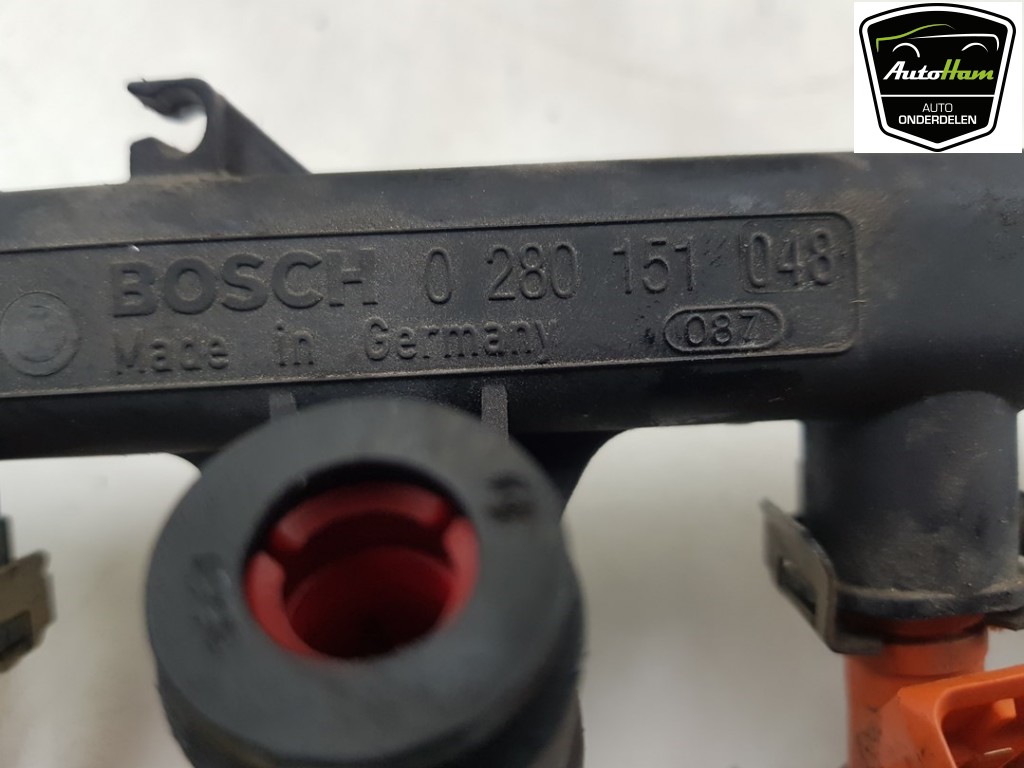 AutoHam
AUTO
ONDERDELEN
BOSCH 0 280 151 048
Made in Germany 087